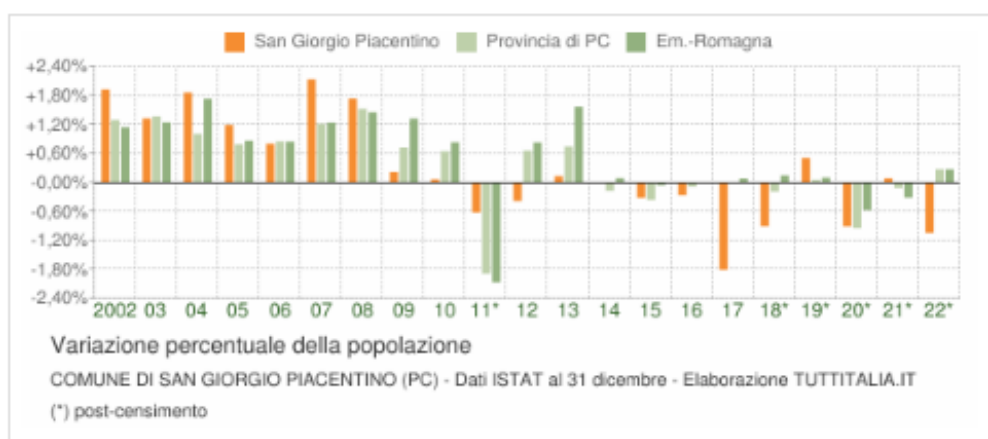 San Giorgio Piacentino Provincia di PC Em.-Romagna
+2,40%
+1,80%
+1,20%
+0,60%
-0,00%
-0,60%
-1,20%
-1,80%
-2,40%
2002 03 04 05 06 07 08 09 10 11* 12 13 14 15 16 17 18* 19* 20* 21* 22*
Variazione percentuale della popolazione
COMUNE DI SAN GIORGIO PIACENTINO (PC) - Dati ISTAT al 31 dicembre - Elaborazione TUTTITALIA.IT
(*) post-censimento